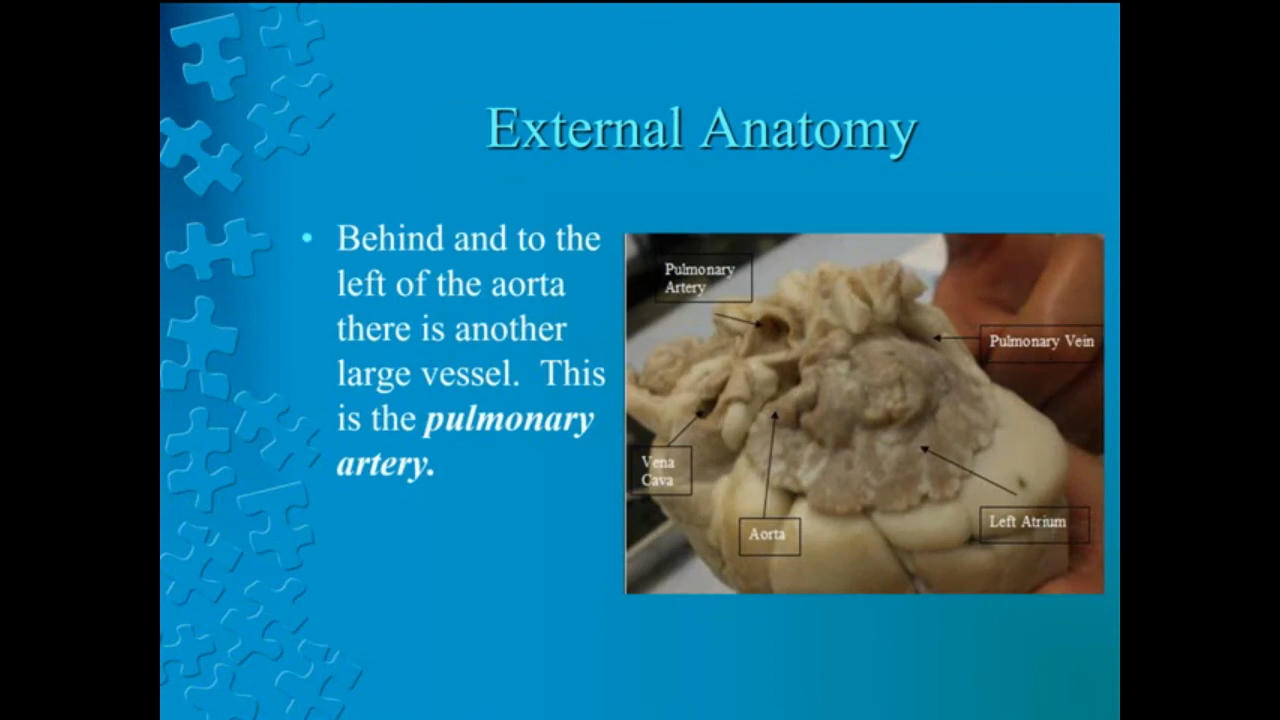 External Anatomy
• Behind and to the
left of the aorta
there is another
large vessel. This
is the pulmonary
artery.
Pulmonary
Artery
Pulmonary Vein
Vena
Cava
Aorta
Left Atrium